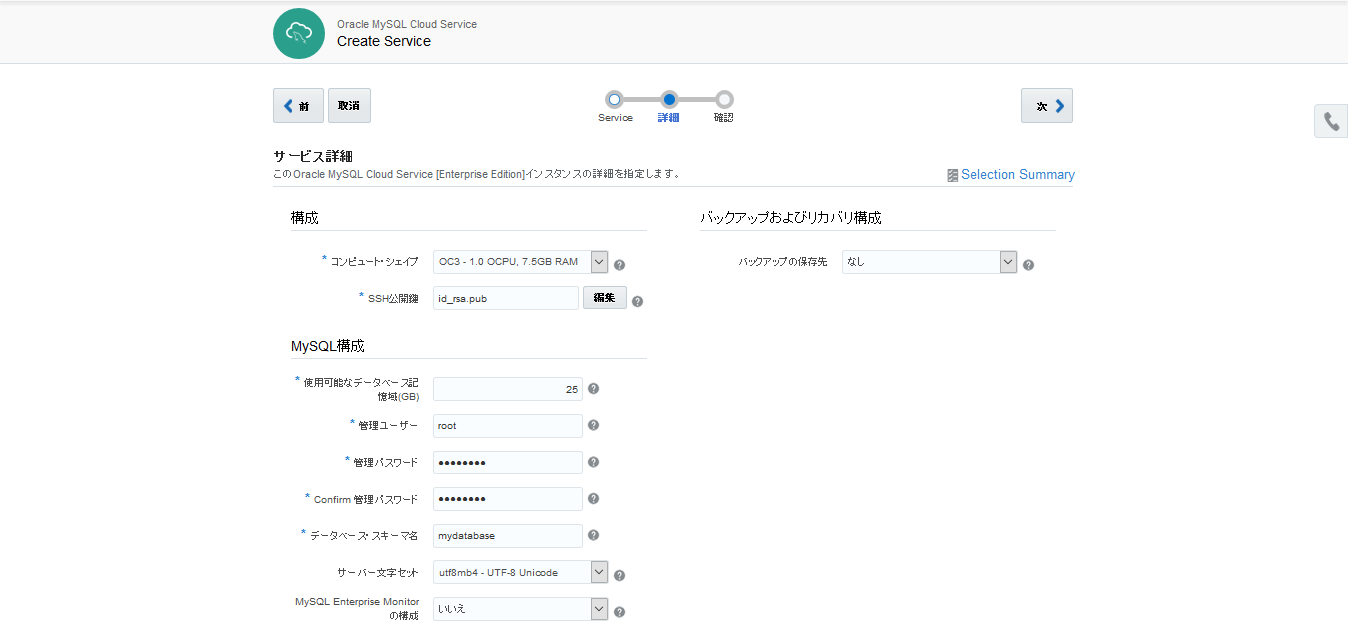 Oracle MySQL Cloud Service
Create Service
前
取消
Service
詳細
確認
次
サービス詳細
このOracle MySQL Cloud Service [Enterprise Edition]インスタンスの詳細を指定します。
Selection Summary
構成
* コンピュート・シェイプ
OC3 - 1.0 OCPU, 7.5GB RAM
* SSH公開鍵
id_rsa.pub
編集
バックアップおよびリカバリ構成
バックアップの保存先
なし
MySQL構成
* 使用可能なデータベース記
憶域(GB)
25
* 管理ユーザー
root
* 管理パスワード
••••••••
* Confirm 管理パスワード
••••••••
* データベース・スキーマ名
mydatabase
サーバー文字セット
utf8mb4 - UTF-8 Unicode
MySQL Enterprise Monitor
の構成
いいえ